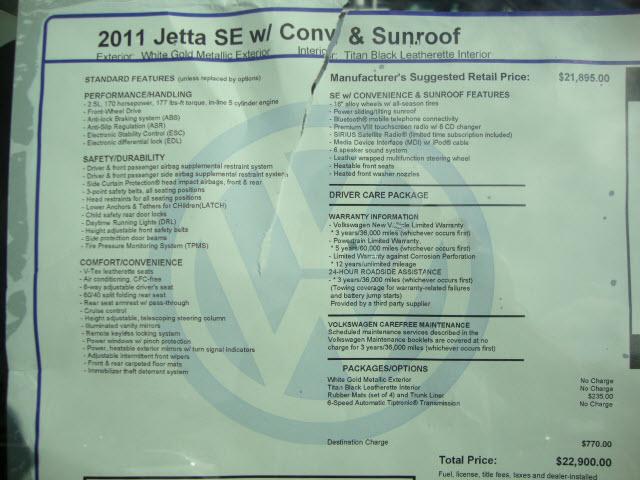 2011 Jetta SE w/ Conv & Sunroof
Exterior: White Gold Metallic Exterior Interior: Titan Black Leatherette Interior
STANDARD FEATURES (unless replaced by options)
PERFORMANCE/HANDLING
- 2.5L, 170 horsepower, 177 lbs-ft torque, in-line 5 cylinder engine
- Front-Wheel Drive
- Anti-lock Braking system (ABS)
- Anti-Slip Regulation (ASR)
- Electronic Stability Control (ESC)
- Electronic differential lock (EDL)
SAFETY/DURABILITY
- Driver & front passenger airbag supplemental restraint system
- Driver & front passenger side airbag supplemental restraint system
- Side Curtain Protection® head impact airbags, front & rear
- 3-point safety belts, all seating positions
- Head restraints for all seating positions
- Lower Anchors & Tethers for CHildren(LATCH)
- Child safety rear door locks
- Daytime Running Lights (DRL)
- Height adjustable front safety belts
- Side protection door beams
- Tire Pressure Monitoring System (TPMS)
COMFORT/CONVENIENCE
- V-Tex leatherette seats
- Air conditioning, CFC-free
- 6-way adjustable driver's seat
- 60/40 split folding rear seat
- Rear seat armrest w/ pass-through
- Cruise control
- Height adjustable, telescoping steering column
- Illuminated vanity mirrors
- Remote keyless locking system
- Power windows w/ pinch protection
- Power, heatable exterior mirrors w/ turn signal indicators
- Adjustable intermittent front wipers
- Front & rear carpeted floor mats
- Immobilizer theft deterrent system
Manufacturer's Suggested Retail Price: $21,895.00
SE w/ CONVENIENCE & SUNROOF FEATURES
- 16" alloy wheels w/ all-season tires
- Power sliding/tilting sunroof
- Bluetooth® mobile telephone connectivity
- Premium VIII touchscreen radio w/ 6 CD changer
- SIRIUS Satellite Radio® (limited time subscription included)
- Media Device Interface (MDI) w/ iPod® cable
- 6 speaker sound system
- Leather wrapped multifunction steering wheel
- Heatable front seats
- Heated front washer nozzles
DRIVER CARE PACKAGE
WARRANTY INFORMATION
- Volkswagen New Vehicle Limited Warranty
* 3 years/36,000 miles (whichever occurs first)
- Powertrain Limited Warranty
* 5 years/60,000 miles (whichever occurs first)
- Limited Warranty against Corrosion Perforation
* 12 years/unlimited mileage
24-HOUR ROADSIDE ASSISTANCE
* 3 years/36,000 miles (whichever occurs first)
(Towing coverage for warranty-related failures
and battery jump starts)
Provided by a third party supplier
VOLKSWAGEN CAREFREE MAINTENANCE
Scheduled maintenance services described in the
Volkswagen Maintenance booklets are covered at no
charge for 3 years/36,000 miles (whichever occurs first)
PACKAGES/OPTIONS
White Gold Metallic Exterior No Charge
Titan Black Leatherette Interior No Charge
Rubber Mats (set of 4) and Trunk Liner $235.00
6-Speed Automatic Tiptronic® Transmission No Charge
Destination Charge $770.00
Total Price: $22,900.00
Fuel, license, title fees, taxes and dealer-installed